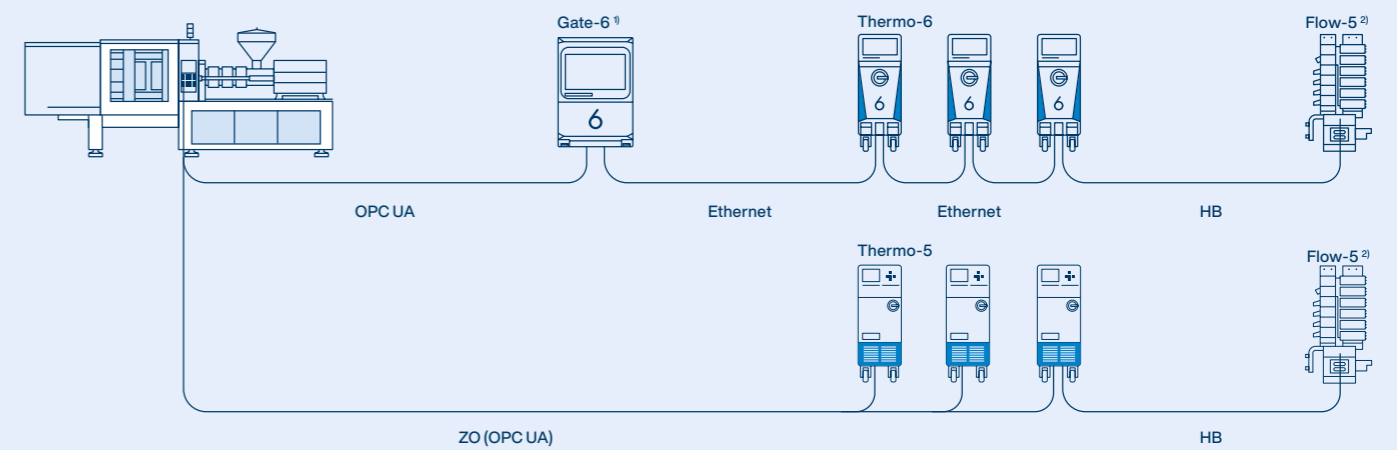 Gate-6 ¹⁾
Thermo-6
Flow-5 ²⁾
6
6
6
6
OPC UA
Ethernet
Ethernet
HB
Thermo-5
Flow-5 ²⁾
ZO (OPC UA)
HB